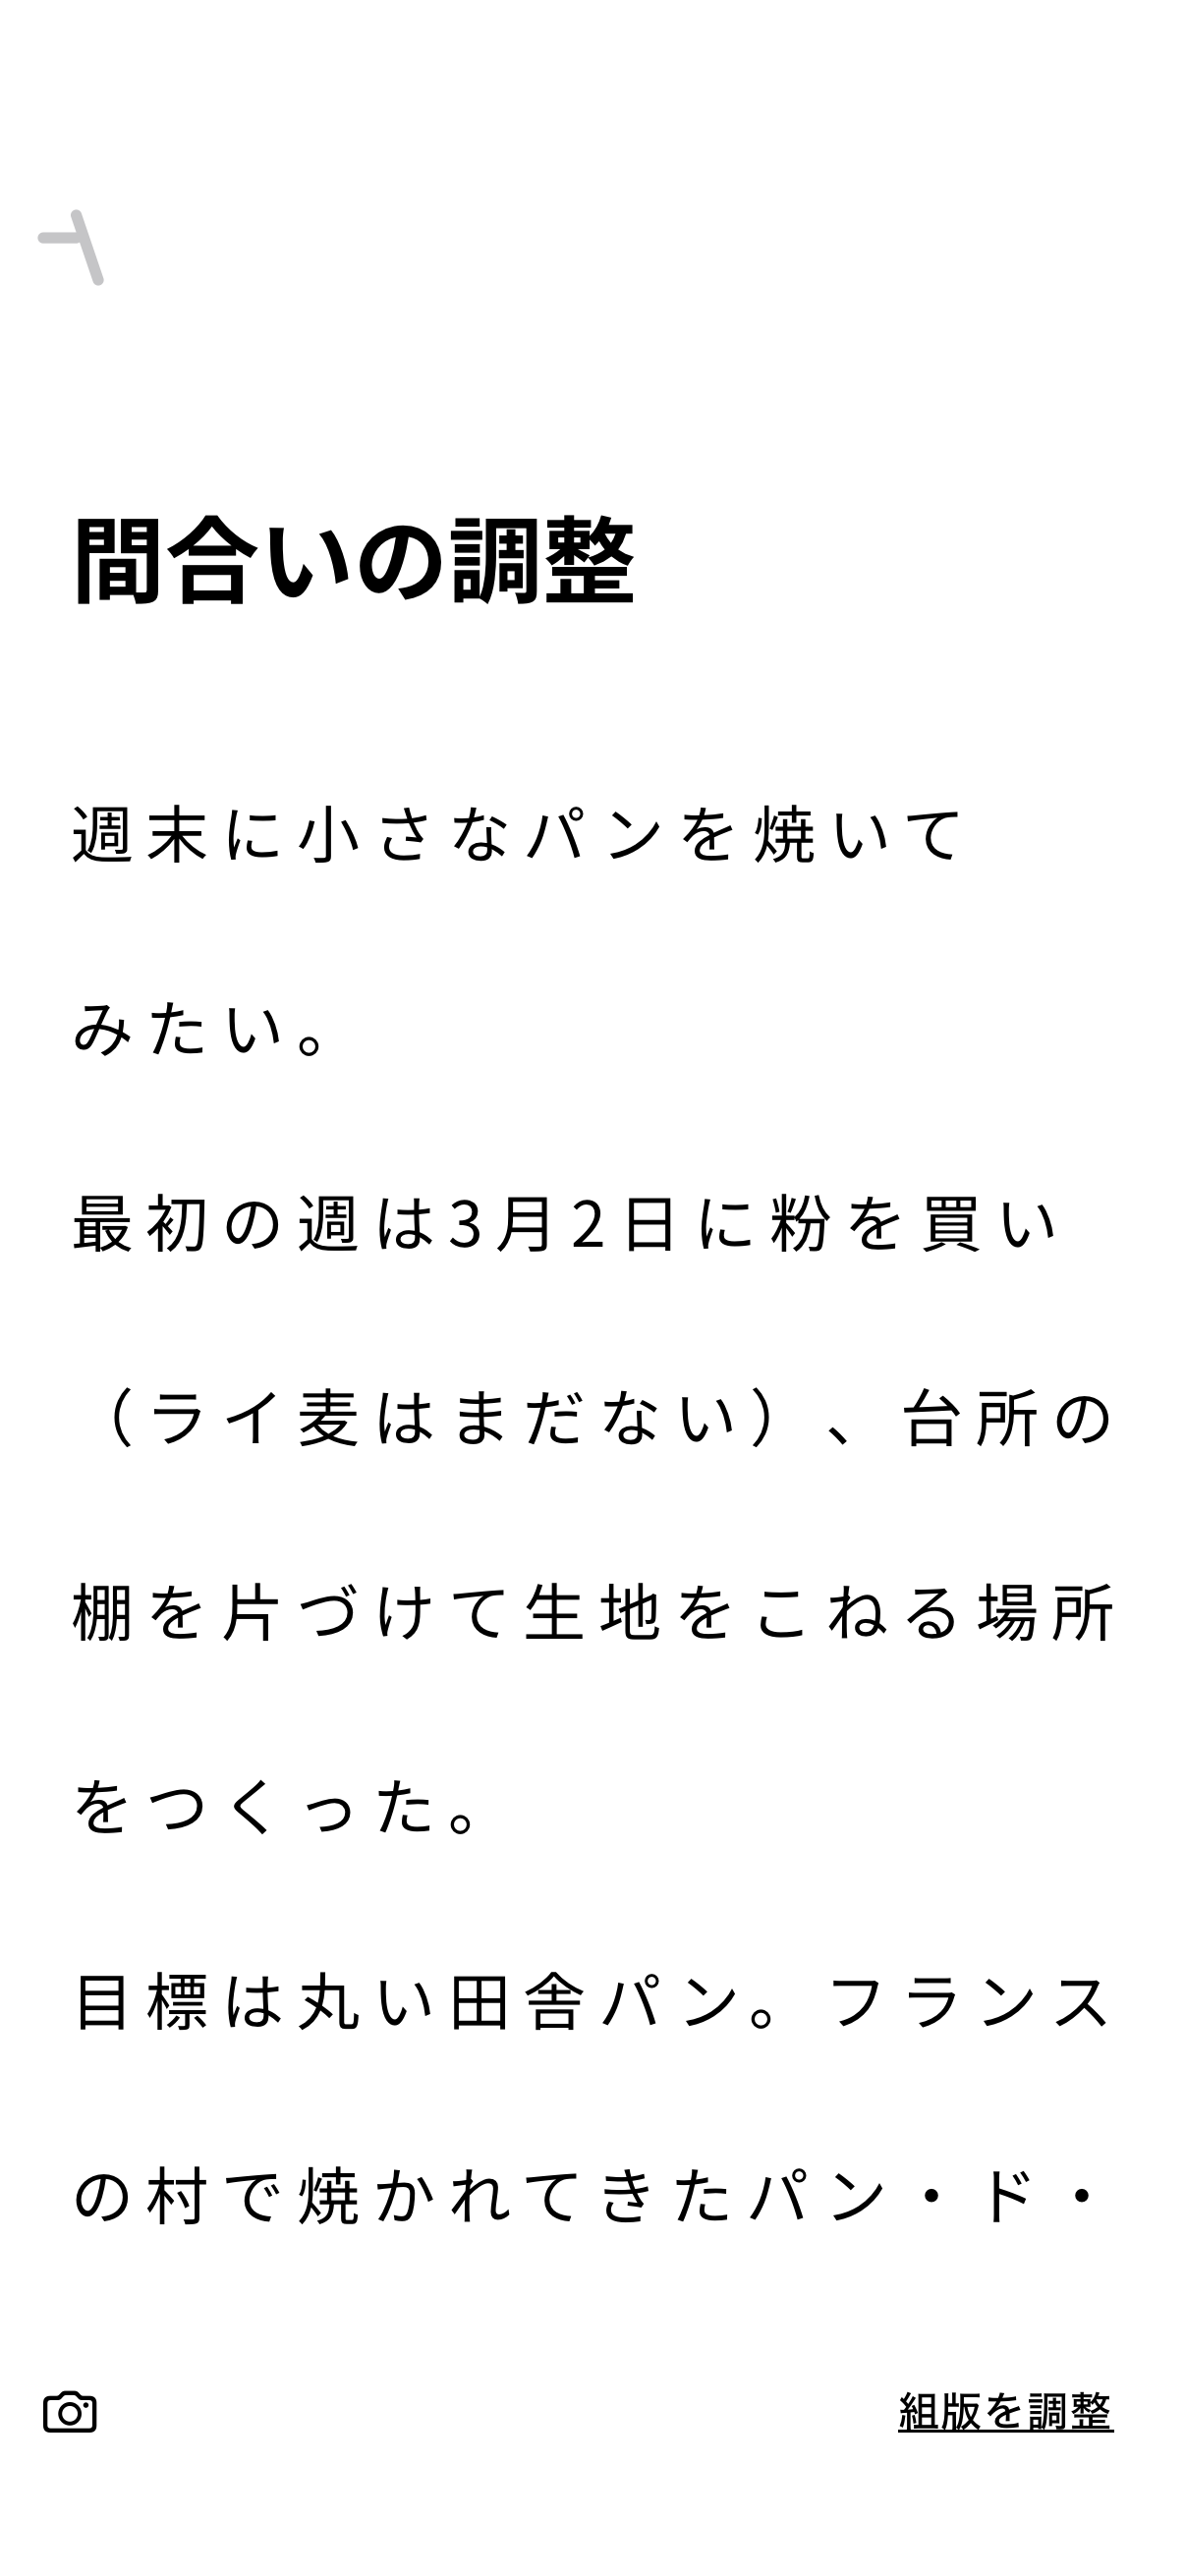 間合いの調整
週末に小さなパンを焼いて
みたい。
最初の週は3月2日に粉を買い
（ライ麦はまだない）、台所の
棚を片づけて生地をこねる場所
をつくった。
目標は丸い田舎パン。フランス
の村で焼かれてきたパン・ド・
組版を調整